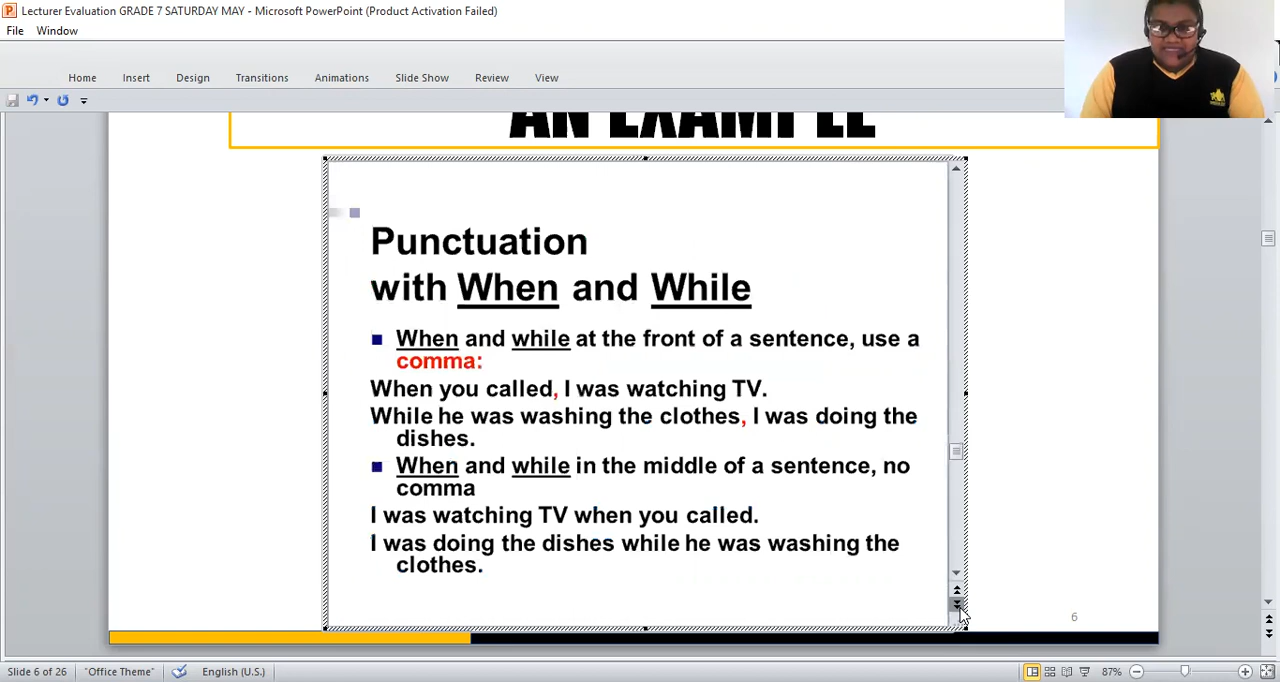 Lecturer Evaluation GRADE 7 SATURDAY MAY - Microsoft PowerPoint (Product Activation Failed)
File Window
Home Insert Design Transitions Animations Slide Show Review View
AN EXAMPLE
Punctuation
with When and While
When and while at the front of a sentence, use a
comma:
When you called, I was watching TV.
While he was washing the clothes, I was doing the
dishes.
When and while in the middle of a sentence, no
comma
I was watching TV when you called.
I was doing the dishes while he was washing the
clothes.
6
Slide 6 of 26 "Office Theme" English (U.S.) 87%